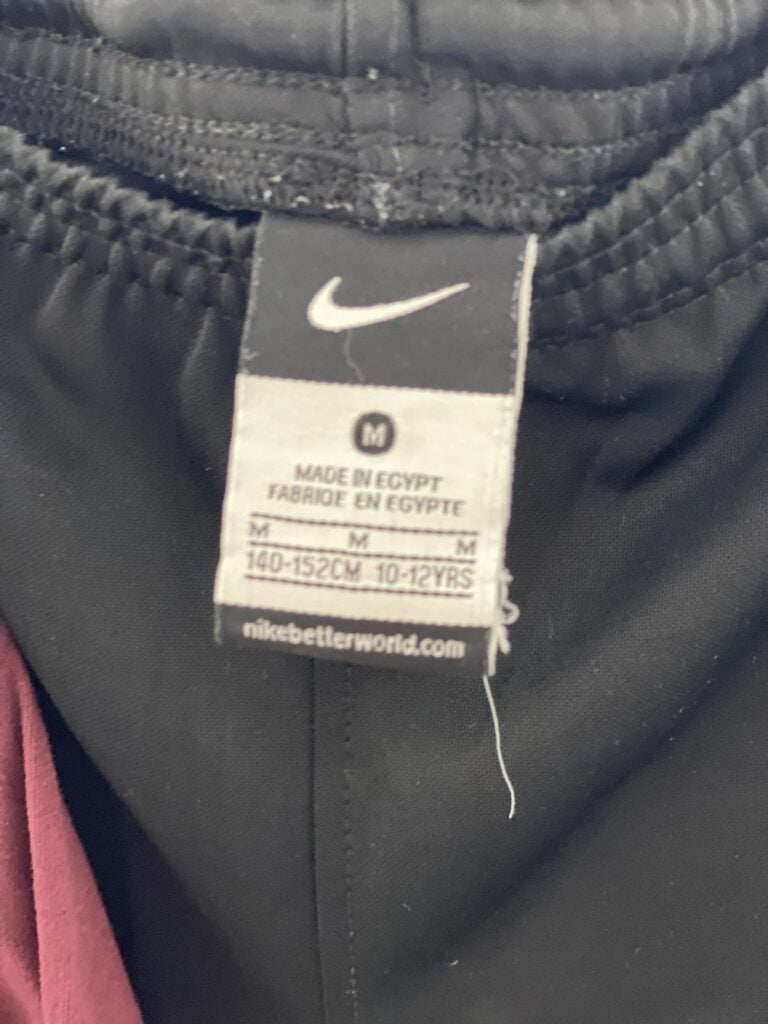 M
MADE IN EGYPT
FABRIQE EN EGYPTE
M M M
140-152CM 10-12YRS
nikebetterworld.com